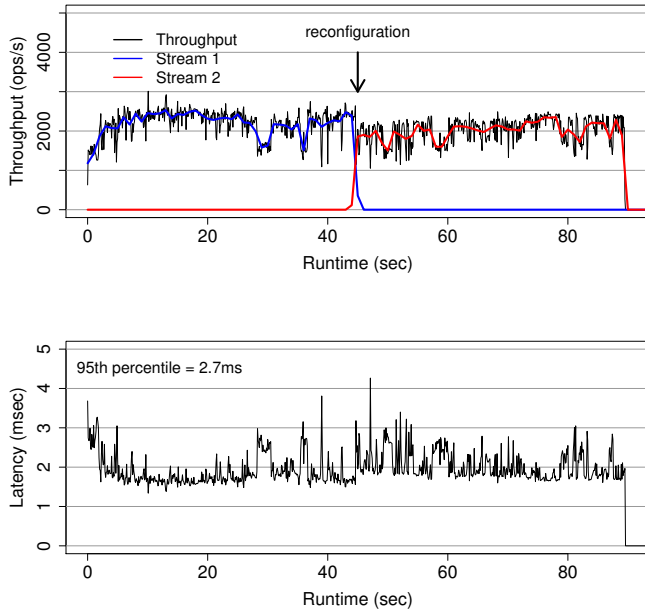 Throughput (ops/s)
0
2000
4000
Throughput
Stream 1
Stream 2
reconfiguration
0
20
40
60
80
Runtime (sec)
Latency (msec)
0
1
2
3
4
5
95th percentile = 2.7ms
0
20
40
60
80
Runtime (sec)